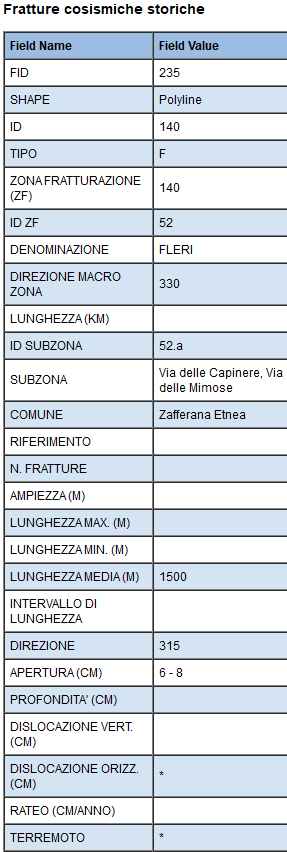 Fratture cosismiche storiche
Field Name Field Value
FID 235
SHAPE Polyline
ID 140
TIPO F
ZONA FRATTURAZIONE
(ZF) 140
ID ZF 52
DENOMINAZIONE FLERI
DIREZIONE MACRO
ZONA 330
LUNGHEZZA (KM)
ID SUBZONA 52.a
SUBZONA Via delle Capinere, Via
delle Mimose
COMUNE Zafferana Etnea
RIFERIMENTO
N. FRATTURE
AMPIEZZA (M)
LUNGHEZZA MAX. (M)
LUNGHEZZA MIN. (M)
LUNGHEZZA MEDIA (M) 1500
INTERVALLO DI
LUNGHEZZA
DIREZIONE 315
APERTURA (CM) 6 - 8
PROFONDITA' (CM)
DISLOCAZIONE VERT.
(CM)
DISLOCAZIONE ORIZZ.
(CM) *
RATEO (CM/ANNO)
TERREMOTO *